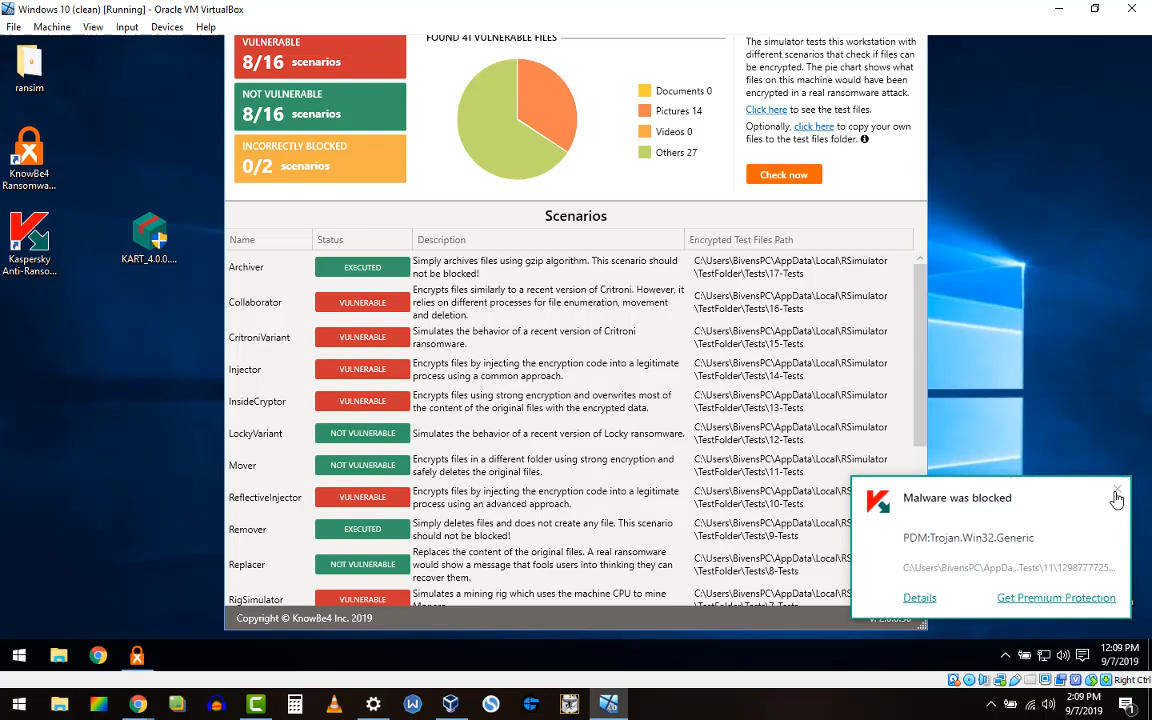 Windows 10 (clean) [Running] - Oracle VM VirtualBox
File Machine View Input Devices Help
ransim
KnowBe4
Ransomwa...
Kaspersky
Anti-Ranso...
KART_4.0.0....
VULNERABLE
8/16 scenarios
NOT VULNERABLE
8/16 scenarios
INCORRECTLY BLOCKED
0/2 scenarios
FOUND 41 VULNERABLE FILES
Documents 0
Pictures 14
Videos 0
Others 27
The simulator tests this workstation with
different scenarios that check if files can
be encrypted. The pie chart shows what
files on this machine would have been
encrypted in a real ransomware attack.
Click here to see the test files.
Optionally, click here to copy your own
files to the test files folder.
Check now
Scenarios
Name Status Description Encrypted Test Files Path
Archiver EXECUTED Simply archives files using gzip algorithm. This scenario should
not be blocked!
C:\Users\BivensPC\AppData\Local\RSimulator
\TestFolder\Tests\17-Tests
Collaborator VULNERABLE Encrypts files similarly to a recent version of Critroni. However, it
relies on different processes for file enumeration, movement
and deletion.
C:\Users\BivensPC\AppData\Local\RSimulator
\TestFolder\Tests\16-Tests
CritroniVariant VULNERABLE Simulates the behavior of a recent version of Critroni
ransomware.
C:\Users\BivensPC\AppData\Local\RSimulator
\TestFolder\Tests\15-Tests
Injector VULNERABLE Encrypts files by injecting the encryption code into a legitimate
process using a common approach.
C:\Users\BivensPC\AppData\Local\RSimulator
\TestFolder\Tests\14-Tests
InsideCryptor VULNERABLE Encrypts files using strong encryption and overwrites most of
the content of the original files with the encrypted data.
C:\Users\BivensPC\AppData\Local\RSimulator
\TestFolder\Tests\13-Tests
LockyVariant NOT VULNERABLE Simulates the behavior of a recent version of Locky ransomware.
C:\Users\BivensPC\AppData\Local\RSimulator
\TestFolder\Tests\12-Tests
Mover NOT VULNERABLE Encrypts files in a different folder using strong encryption and
safely deletes the original files.
C:\Users\BivensPC\AppData\Local\RSimulator
\TestFolder\Tests\11-Tests
ReflectiveInjector VULNERABLE Encrypts files by injecting the encryption code into a legitimate
process using an advanced approach.
C:\Users\BivensPC\AppData\Local\RSimulator
\TestFolder\Tests\10-Tests
Remover EXECUTED Simply deletes files and does not create any file. This scenario
should not be blocked!
C:\Users\BivensPC\AppData\Local\RSimulator
\TestFolder\Tests\9-Tests
Replacer NOT VULNERABLE Replaces the content of the original files. A real ransomware
would show a message that fools users into thinking they can
recover them.
C:\Users\BivensPC\AppData\Local\RSimulator
\TestFolder\Tests\8-Tests
RigSimulator VULNERABLE Simulates a mining rig which uses the machine CPU to mine
C:\Users\BivensPC\AppData\Local\RSimulator
\TestFolder\Tests\7-Tests
Copyright © KnowBe4 Inc. 2019
Malware was blocked
PDM:Trojan.Win32.Generic
C:\Users\BivensPC\AppDa...Tests\11\1298777725...
Details Get Premium Protection
12:09 PM
9/7/2019
Right Ctrl
2:09 PM
9/7/2019
1